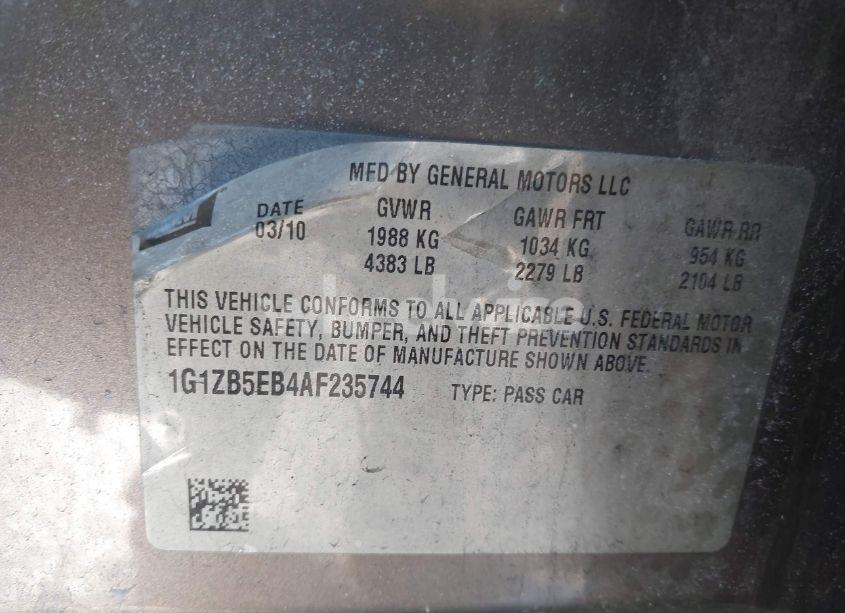 MFD BY GENERAL MOTORS LLC
DATE GVWR GAWR FRT GAWR RR
03/10 1988 KG 1034 KG 954 KG
4383 LB 2279 LB 2104 LB
THIS VEHICLE CONFORMS TO ALL APPLICABLE U.S. FEDERAL MOTOR
VEHICLE SAFETY, BUMPER, AND THEFT PREVENTION STANDARDS IN
EFFECT ON THE DATE OF MANUFACTURE SHOWN ABOVE.
1G1ZB5EB4AF235744 TYPE: PASS CAR